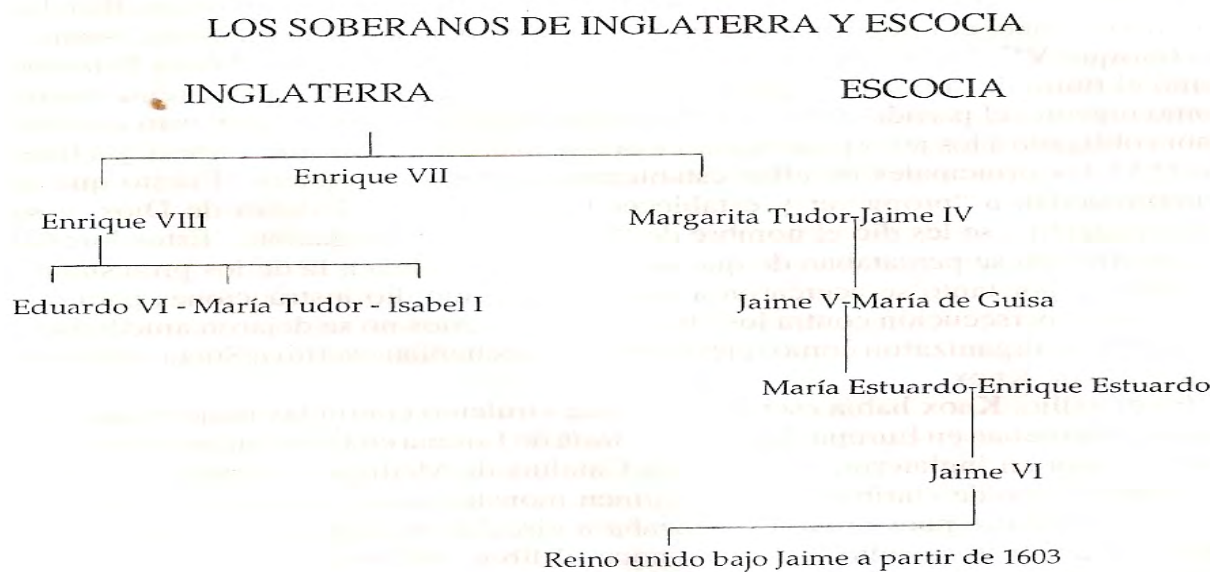 LOS SOBERANOS DE INGLATERRA Y ESCOCIA
INGLATERRA
ESCOCIA
Enrique VII
Enrique VIII
Margarita Tudor-Jaime IV
Eduardo VI - María Tudor - Isabel I
Jaime V-María de Guisa
María Estuardo-Enrique Estuardo
Jaime VI
Reino unido bajo Jaime a partir de 1603